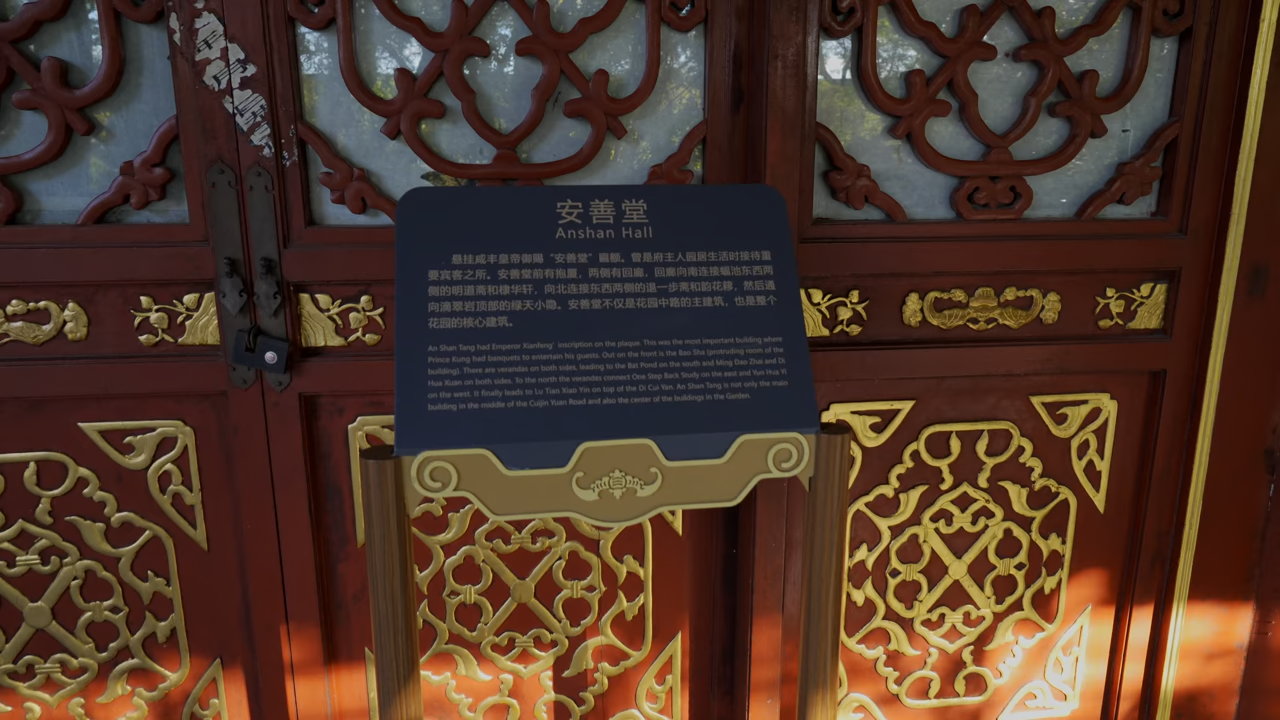 安善堂
Anshan Hall
悬挂咸丰皇帝御赐“安善堂”匾额。曾是府主人园居生活时接待重
要宾客之所。安善堂前有抱厦，两侧有回廊，回廊向南连接蝠池东西两
侧的明道斋和棣华轩，向北连接东西两侧的退一步斋和韵花簃，然后通
向滴翠岩顶部的绿天小隐。安善堂不仅是花园中路的主建筑，也是整个
花园的核心建筑。
An Shan Tang had Emperor Xianfeng' inscription on the plaque. This was the most important building where
Prince Kung had banquets to entertain his guests. Out on the front is the Bao Sha (protruding room of the
building). There are verandas on both sides, leading to the Bat Pond on the south and Ming Dao Zhai and Di
Hua Xuan on both sides. To the north the verandas connect One Step Back Study on the east and Yun Hua Yi
on the west. It finally leads to Lu Tian Xiao Yin on top of the Di Cui Yan. An Shan Tang is not only the main
building in the middle of the Cuijin Yuan Road and also the center of the buildings in the Garden.